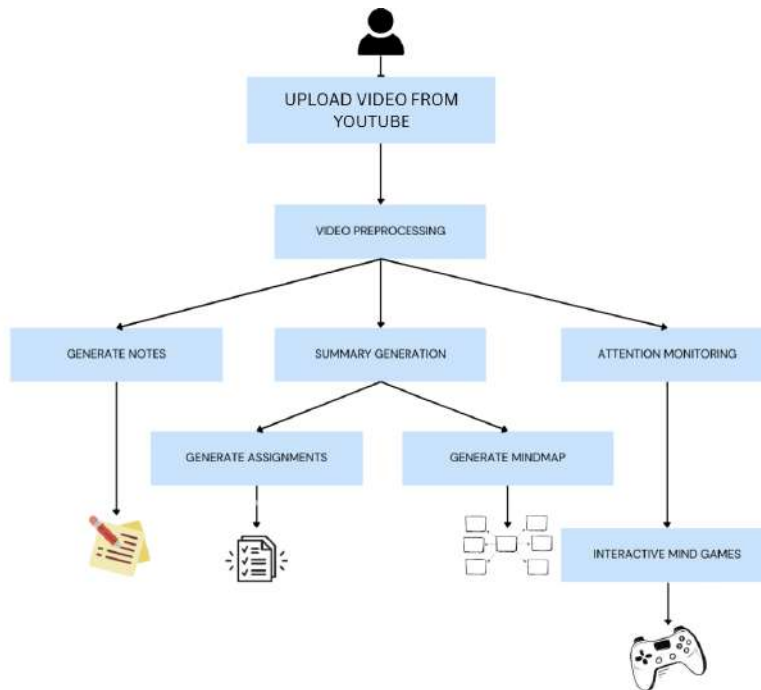 UPLOAD VIDEO FROM
YOUTUBE
VIDEO PREPROCESSING
GENERATE NOTES
SUMMARY GENERATION
ATTENTION MONITORING
GENERATE ASSIGNMENTS
GENERATE MINDMAP
INTERACTIVE MIND GAMES